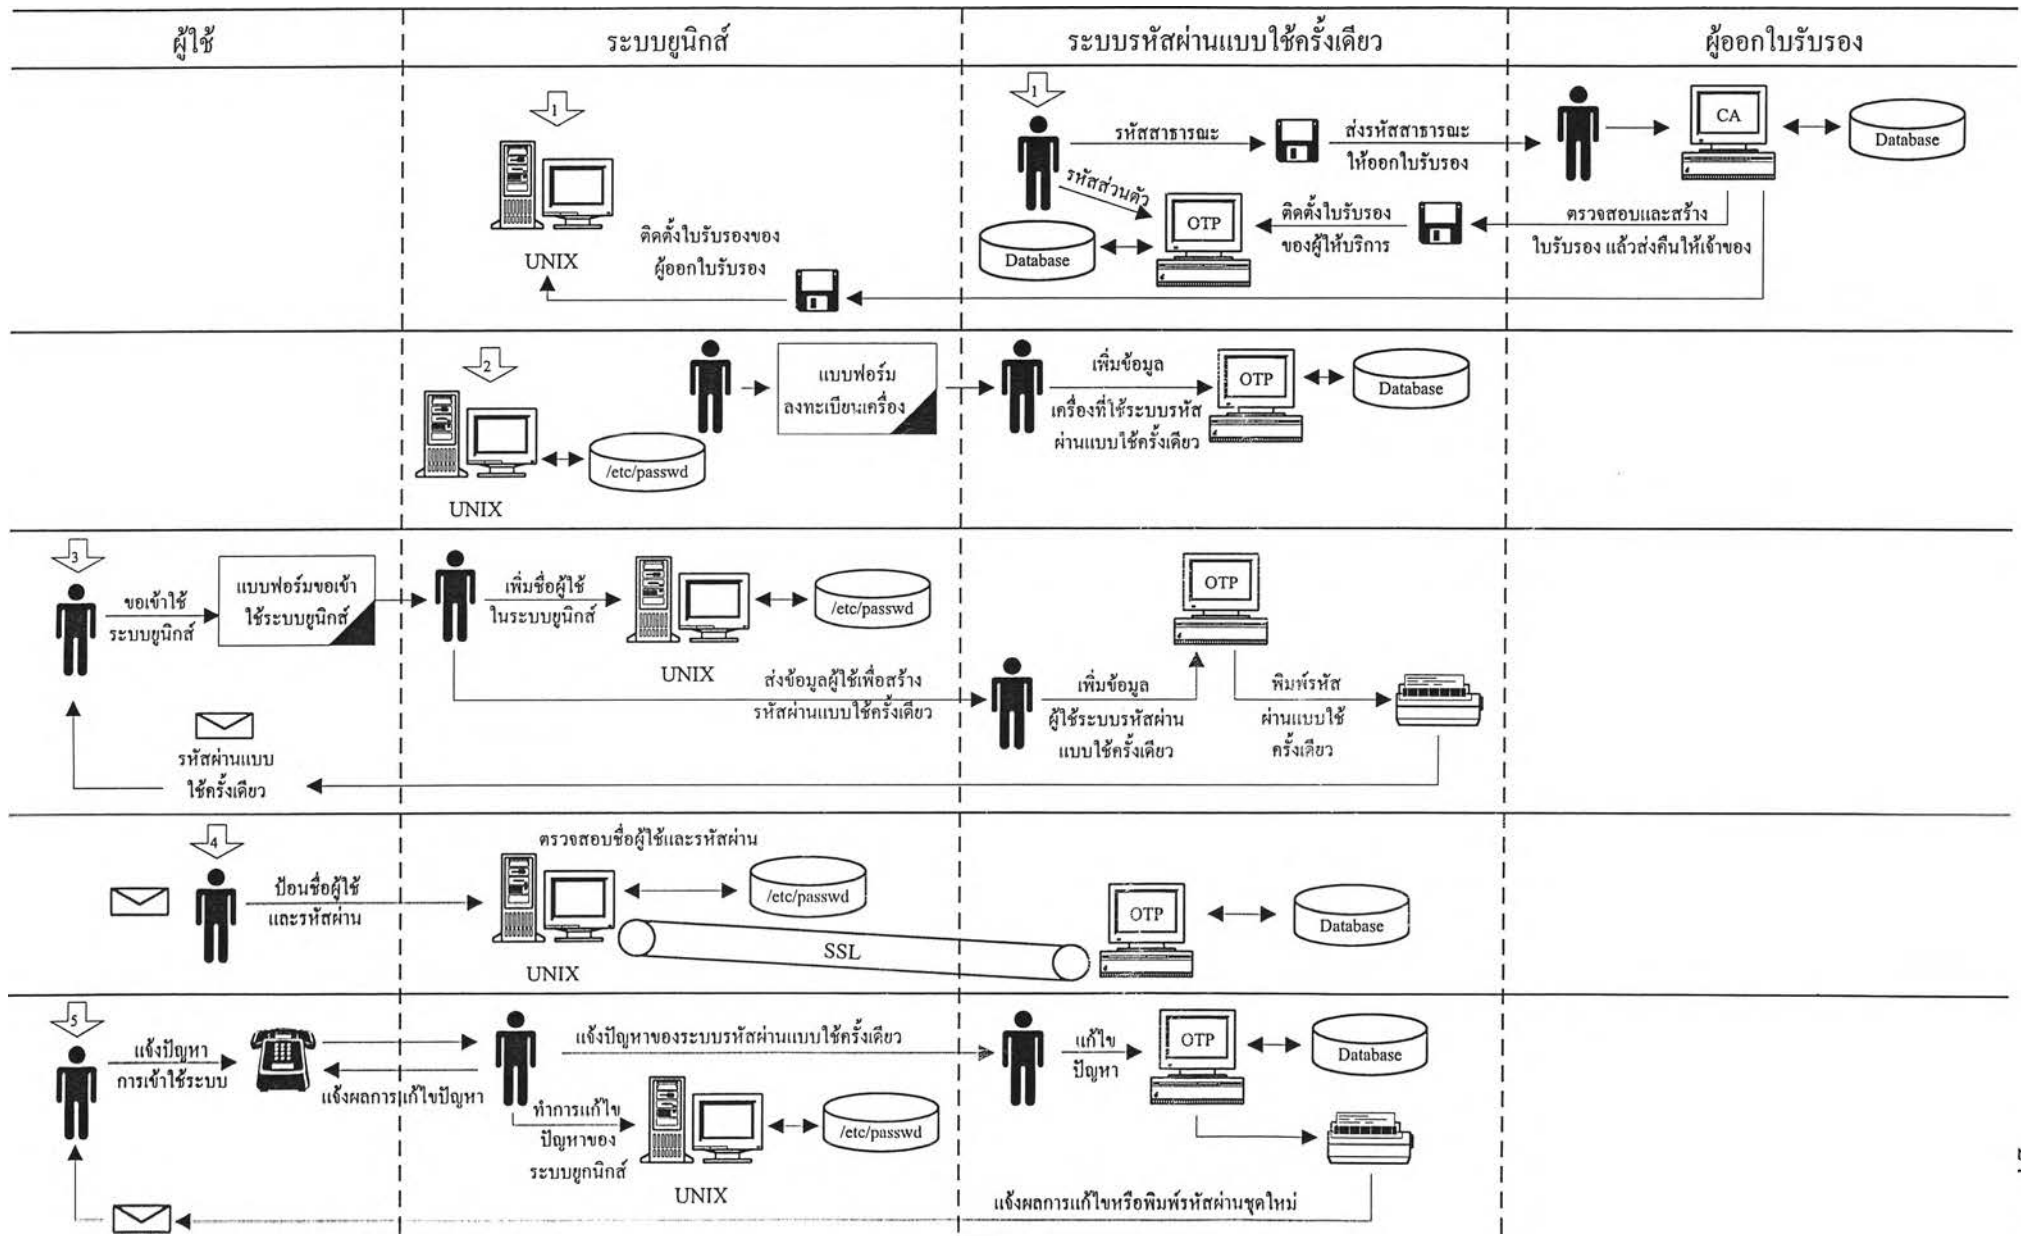 ผู้ใช้
ระบบยูนิกส์
ระบบรหัสผ่านแบบใช้ครั้งเดียว
ผู้ออกใบรับรอง
1
UNIX
ติดตั้งใบรับรองของ
ผู้ออกใบรับรอง
1
รหัสสาธารณะ
ส่งรหัสสาธารณะ
ให้ออกใบรับรอง
รหัสส่วนตัว
OTP
Database
ติดตั้งใบรับรอง
ของผู้ให้บริการ
CA
Database
ตรวจสอบและสร้าง
ใบรับรอง แล้วส่งคืนให้เจ้าของ
2
UNIX
/etc/passwd
แบบฟอร์ม
ลงทะเบียนเครื่อง
เพิ่มข้อมูล
เครื่องที่ใช้ระบบรหัส
ผ่านแบบใช้ครั้งเดียว
OTP
Database
3
ขอเข้าใช้
ระบบยูนิกส์
แบบฟอร์มขอเข้า
ใช้ระบบยูนิกส์
เพิ่มชื่อผู้ใช้
ในระบบยูนิกส์
UNIX
/etc/passwd
ส่งข้อมูลผู้ใช้เพื่อสร้าง
รหัสผ่านแบบใช้ครั้งเดียว
เพิ่มข้อมูล
ผู้ใช้ระบบรหัสผ่าน
แบบใช้ครั้งเดียว
OTP
พิมพ์รหัส
ผ่านแบบใช้
ครั้งเดียว
รหัสผ่านแบบ
ใช้ครั้งเดียว
4
ป้อนชื่อผู้ใช้
และรหัสผ่าน
ตรวจสอบชื่อผู้ใช้และรหัสผ่าน
/etc/passwd
UNIX
SSL
OTP
Database
5
แจ้งปัญหา
การเข้าใช้ระบบ
แจ้งผลการแก้ไขปัญหา
แจ้งปัญหาของระบบรหัสผ่านแบบใช้ครั้งเดียว
ทำการแก้ไข
ปัญหาของ
ระบบยูกนิกส์
UNIX
/etc/passwd
แก้ไข
ปัญหา
OTP
Database
แจ้งผลการแก้ไขหรือพิมพ์รหัสผ่านชุดใหม่